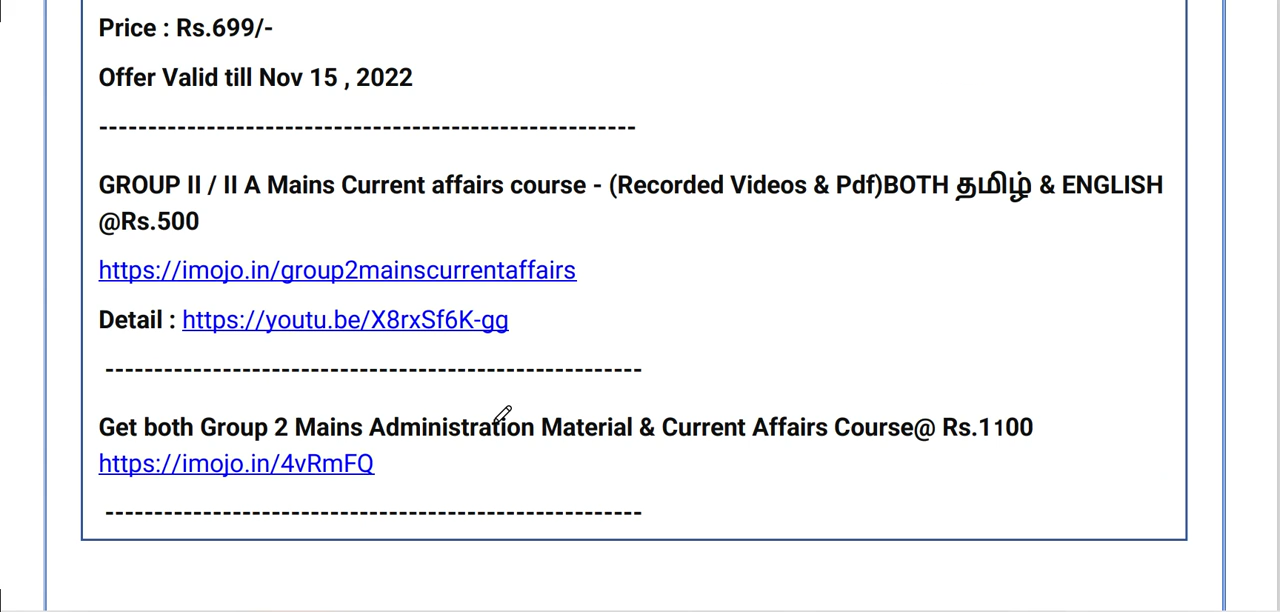 Price : Rs.699/-
Offer Valid till Nov 15 , 2022
-------------------------------------------------------
GROUP II / II A Mains Current affairs course - (Recorded Videos & Pdf)BOTH தமிழ் & ENGLISH
@Rs.500
https://imojo.in/group2mainscurrentaffairs
Detail : https://youtu.be/X8rxSf6K-gg
-------------------------------------------------------
Get both Group 2 Mains Administration Material & Current Affairs Course@ Rs.1100
https://imojo.in/4vRmFQ
-------------------------------------------------------